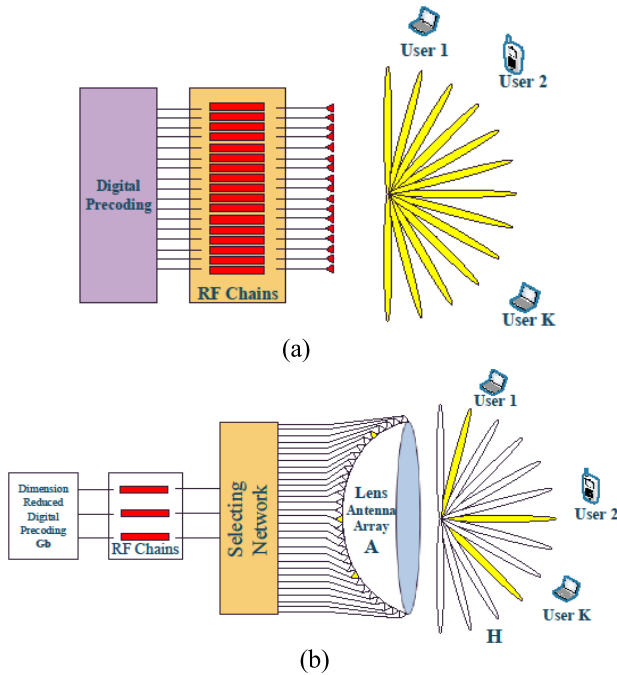 User 1
User 2
Digital
Precoding
RF Chains
User K
(a)
User 1
Dimension
Reduced
Digital
Precoding
Gb
RF Chains
Selecting
Network
Lens
Antenna
Array
A
User 2
User K
H
(b)